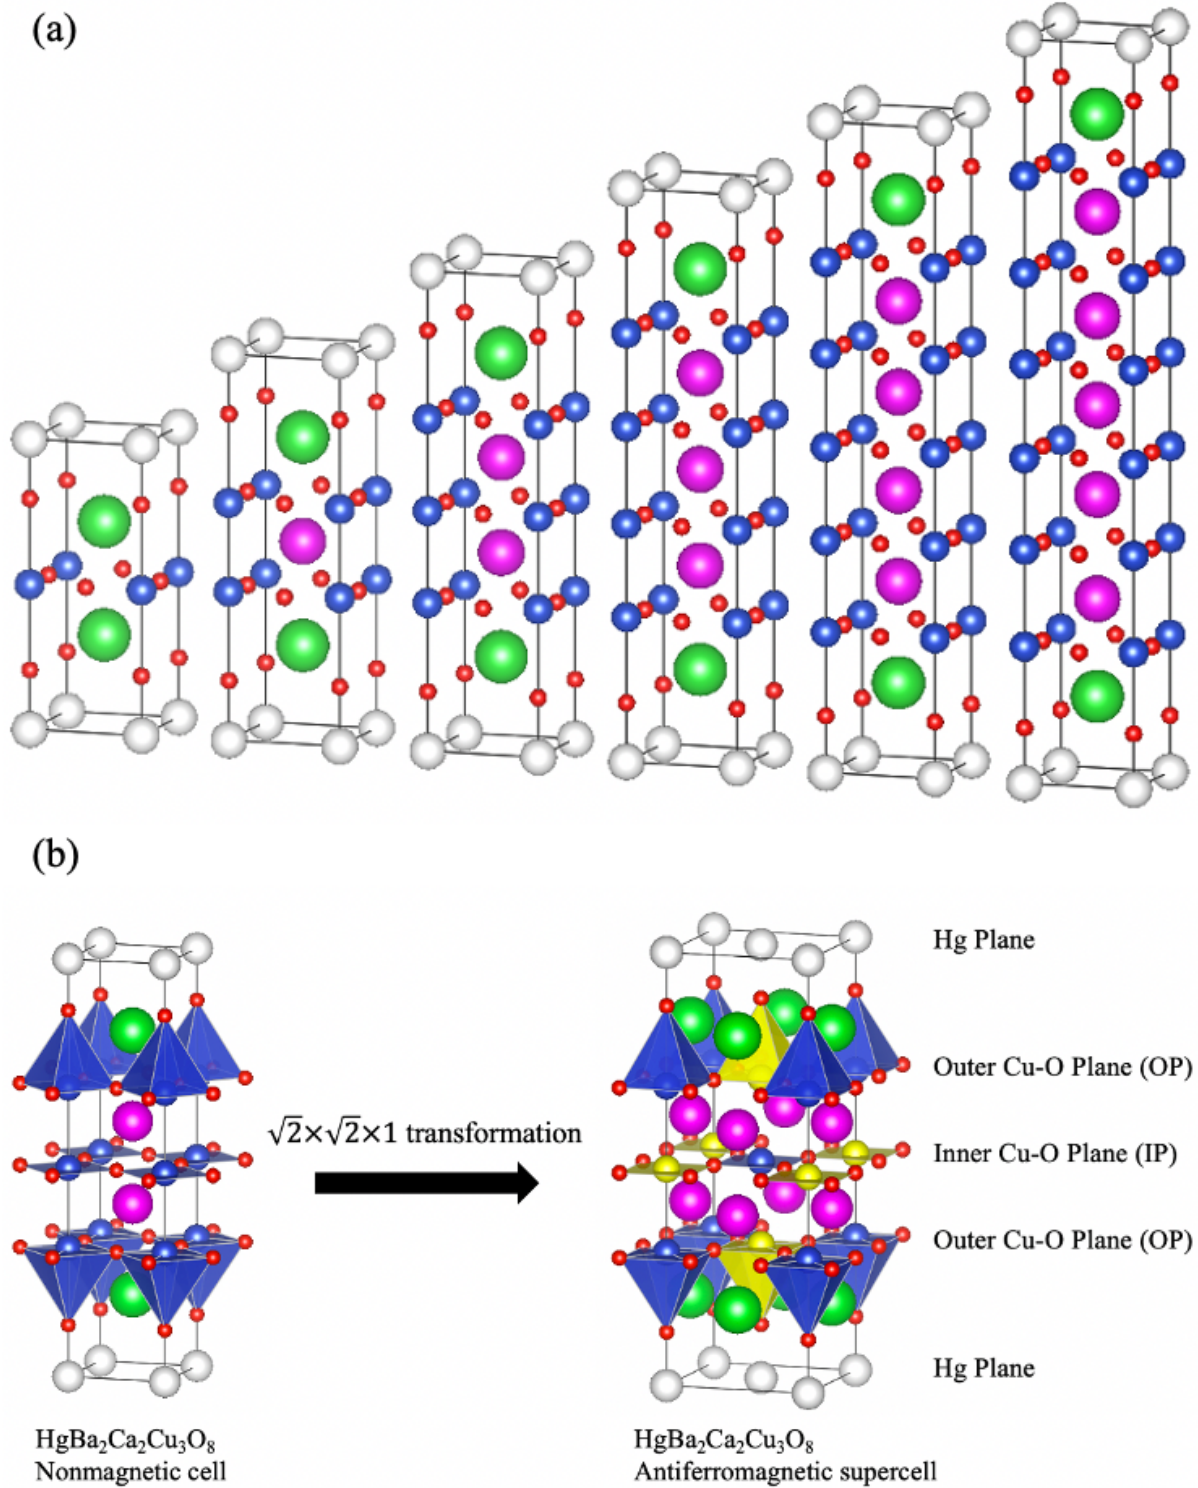 (a)
(b)
Hg Plane
Outer Cu-O Plane (OP)
√2×√2×1 transformation
Inner Cu-O Plane (IP)
Outer Cu-O Plane (OP)
Hg Plane
HgBa₂Ca₂Cu₃O₈
Nonmagnetic cell
HgBa₂Ca₂Cu₃O₈
Antiferromagnetic supercell